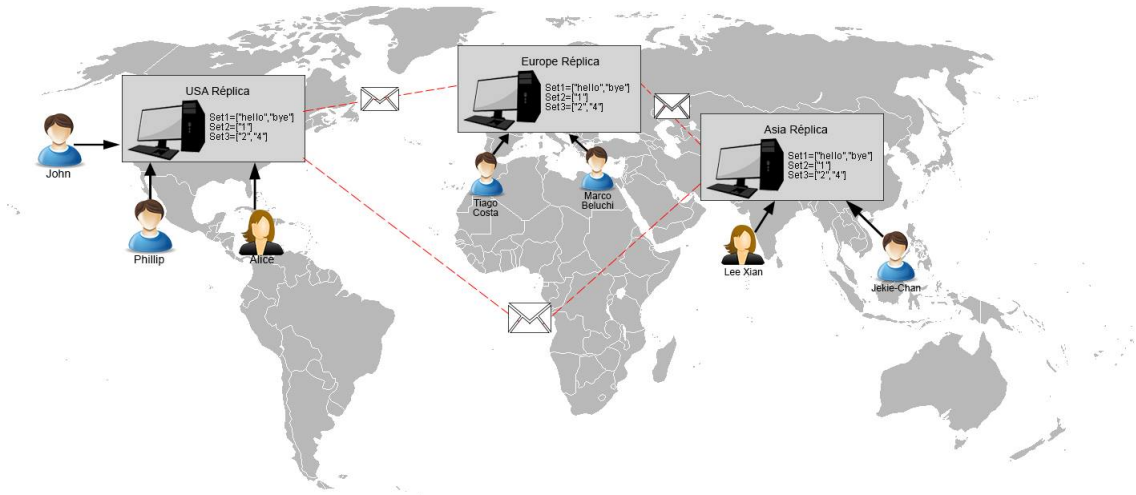 USA Réplica
Set1=["hello","bye"]
Set2=["1"]
Set3=["2","4"]
John
Phillip
Alice
Europe Réplica
Set1=["hello","bye"]
Set2=["1"]
Set3=["2","4"]
Tiago
Costa
Marco
Beluchi
Asia Réplica
Set1=["hello","bye"]
Set2=["1"]
Set3=["2","4"]
Lee Xian
Jekie-Chan